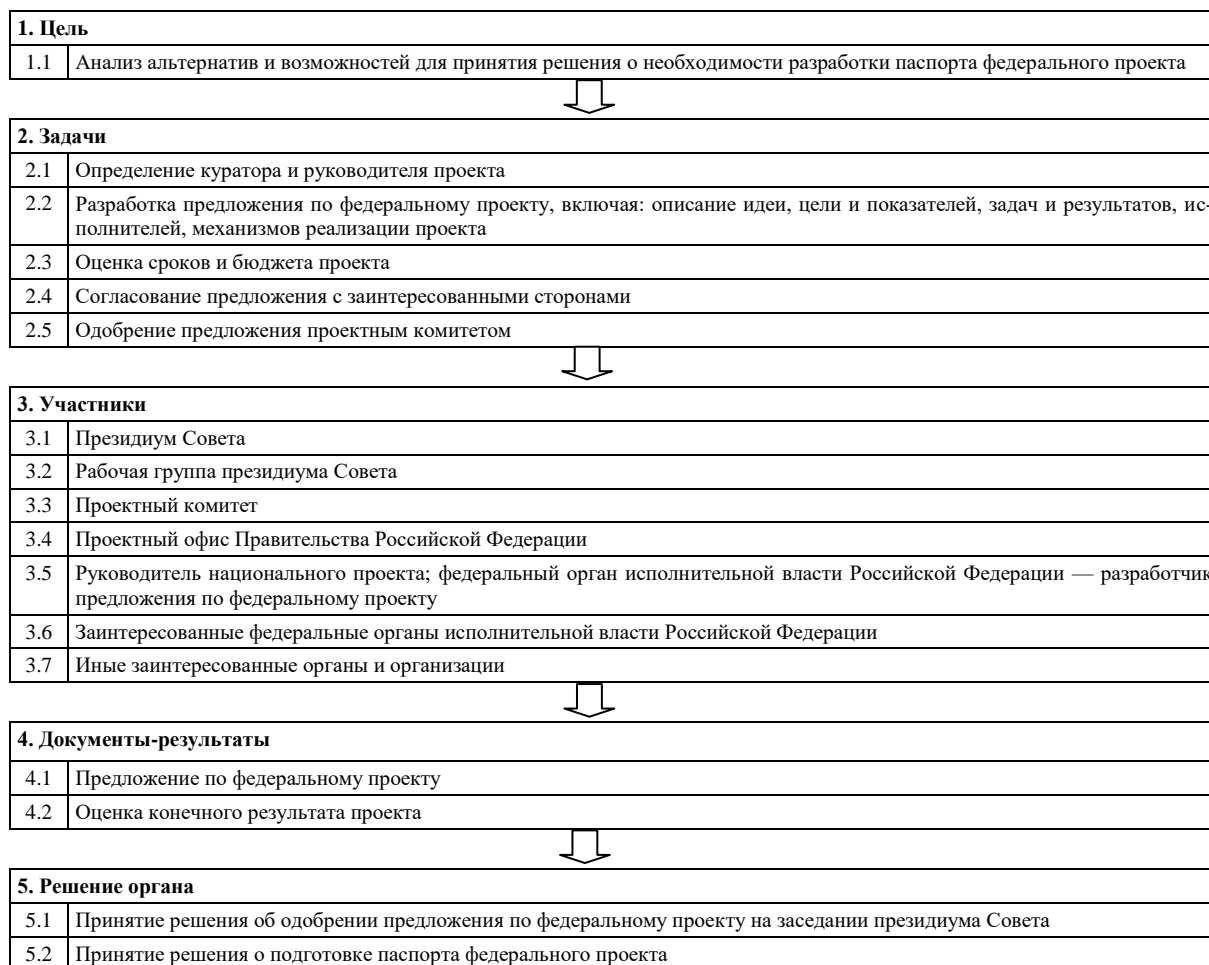 1. Цель
1.1 Анализ альтернатив и возможностей для принятия решения о необходимости разработки паспорта федерального проекта
2. Задачи
2.1 Определение куратора и руководителя проекта
2.2 Разработка предложения по федеральному проекту, включая: описание идеи, цели и показателей, задач и результатов, ис-
полнителей, механизмов реализации проекта
2.3 Оценка сроков и бюджета проекта
2.4 Согласование предложения с заинтересованными сторонами
2.5 Одобрение предложения проектным комитетом
3. Участники
3.1 Президиум Совета
3.2 Рабочая группа президиума Совета
3.3 Проектный комитет
3.4 Проектный офис Правительства Российской Федерации
3.5 Руководитель национального проекта; федеральный орган исполнительной власти Российской Федерации — разработчик
предложения по федеральному проекту
3.6 Заинтересованные федеральные органы исполнительной власти Российской Федерации
3.7 Иные заинтересованные органы и организации
4. Документы-результаты
4.1 Предложение по федеральному проекту
4.2 Оценка конечного результата проекта
5. Решение органа
5.1 Принятие решения об одобрении предложения по федеральному проекту на заседании президиума Совета
5.2 Принятие решения о подготовке паспорта федерального проекта